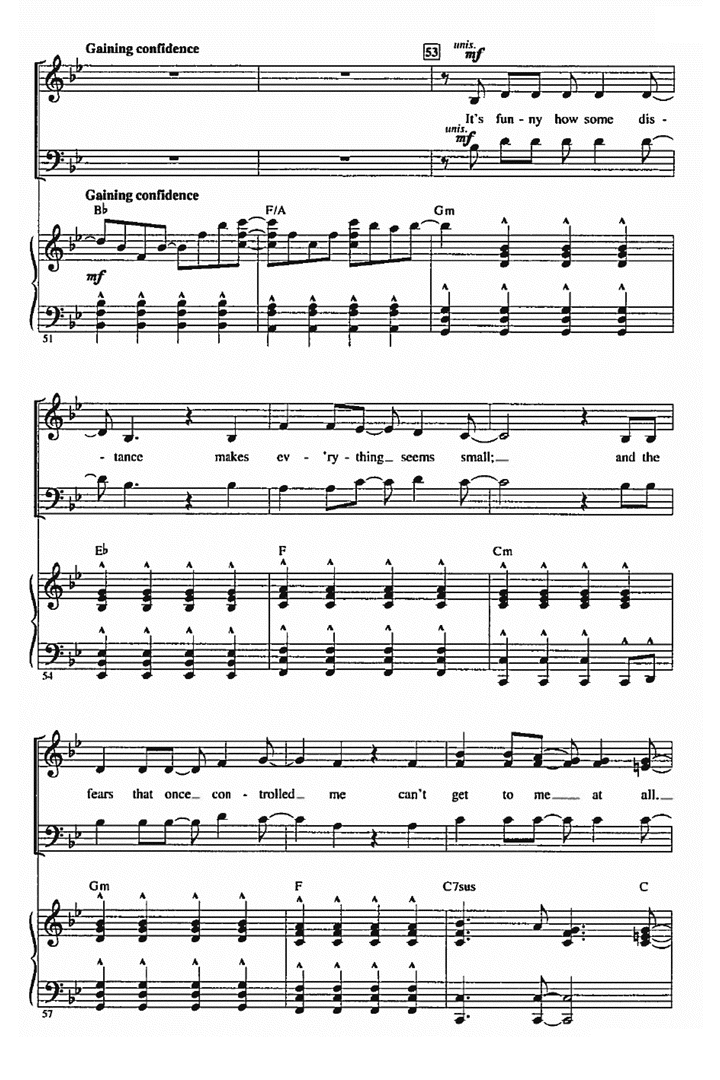 Gaining confidence
53
unis.
mf
It's fun - ny how some dis -
unis.
mf
Gaining confidence
B♭ F/A Gm
mf
51
- tance makes ev - 'ry - thing seems small; and the
E♭ F Cm
54
fears that once con - trolled me can't get to me at all.
Gm F C7sus C
57